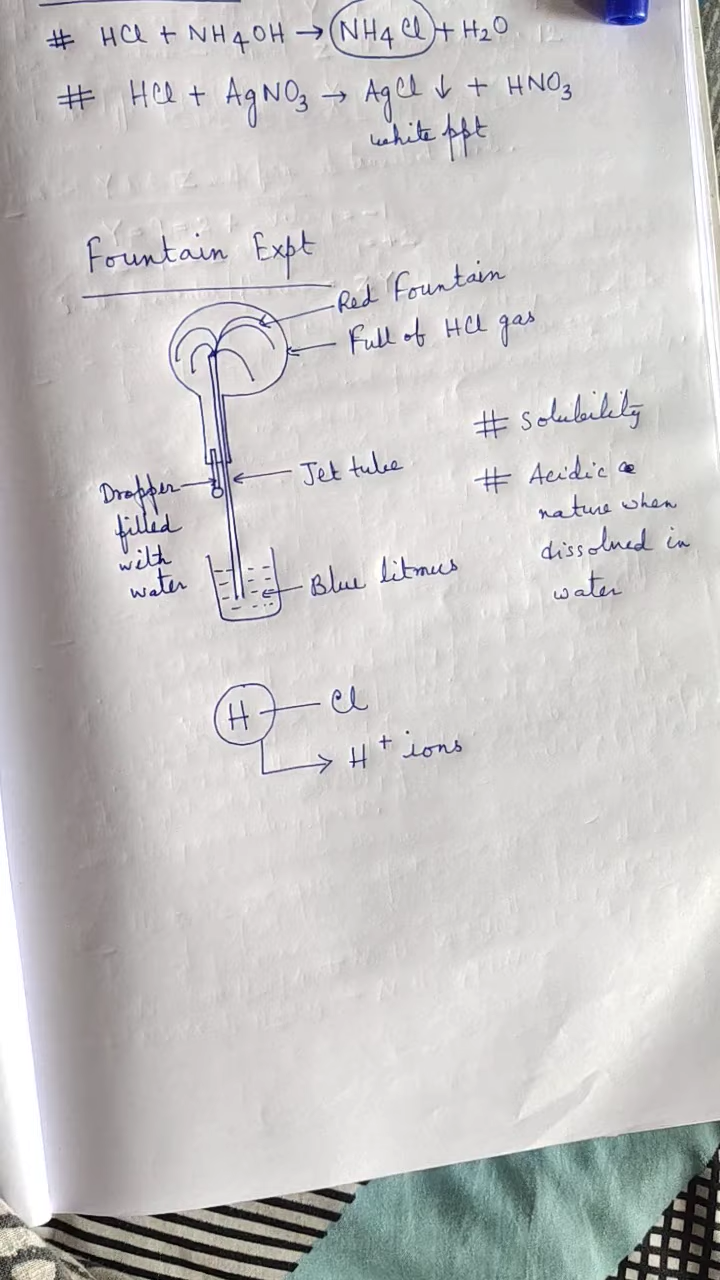 # HCl + NH4OH → NH4Cl + H2O
# HCl + AgNO3 → AgCl ↓ + HNO3
white ppt
Fountain Expt
Red Fountain
Full of HCl gas
# Solubility
# Acidic
nature when
dissolved in
water
Jet tube
Dropper
filled
with
water
Blue litmus
H — Cl
H+ ions